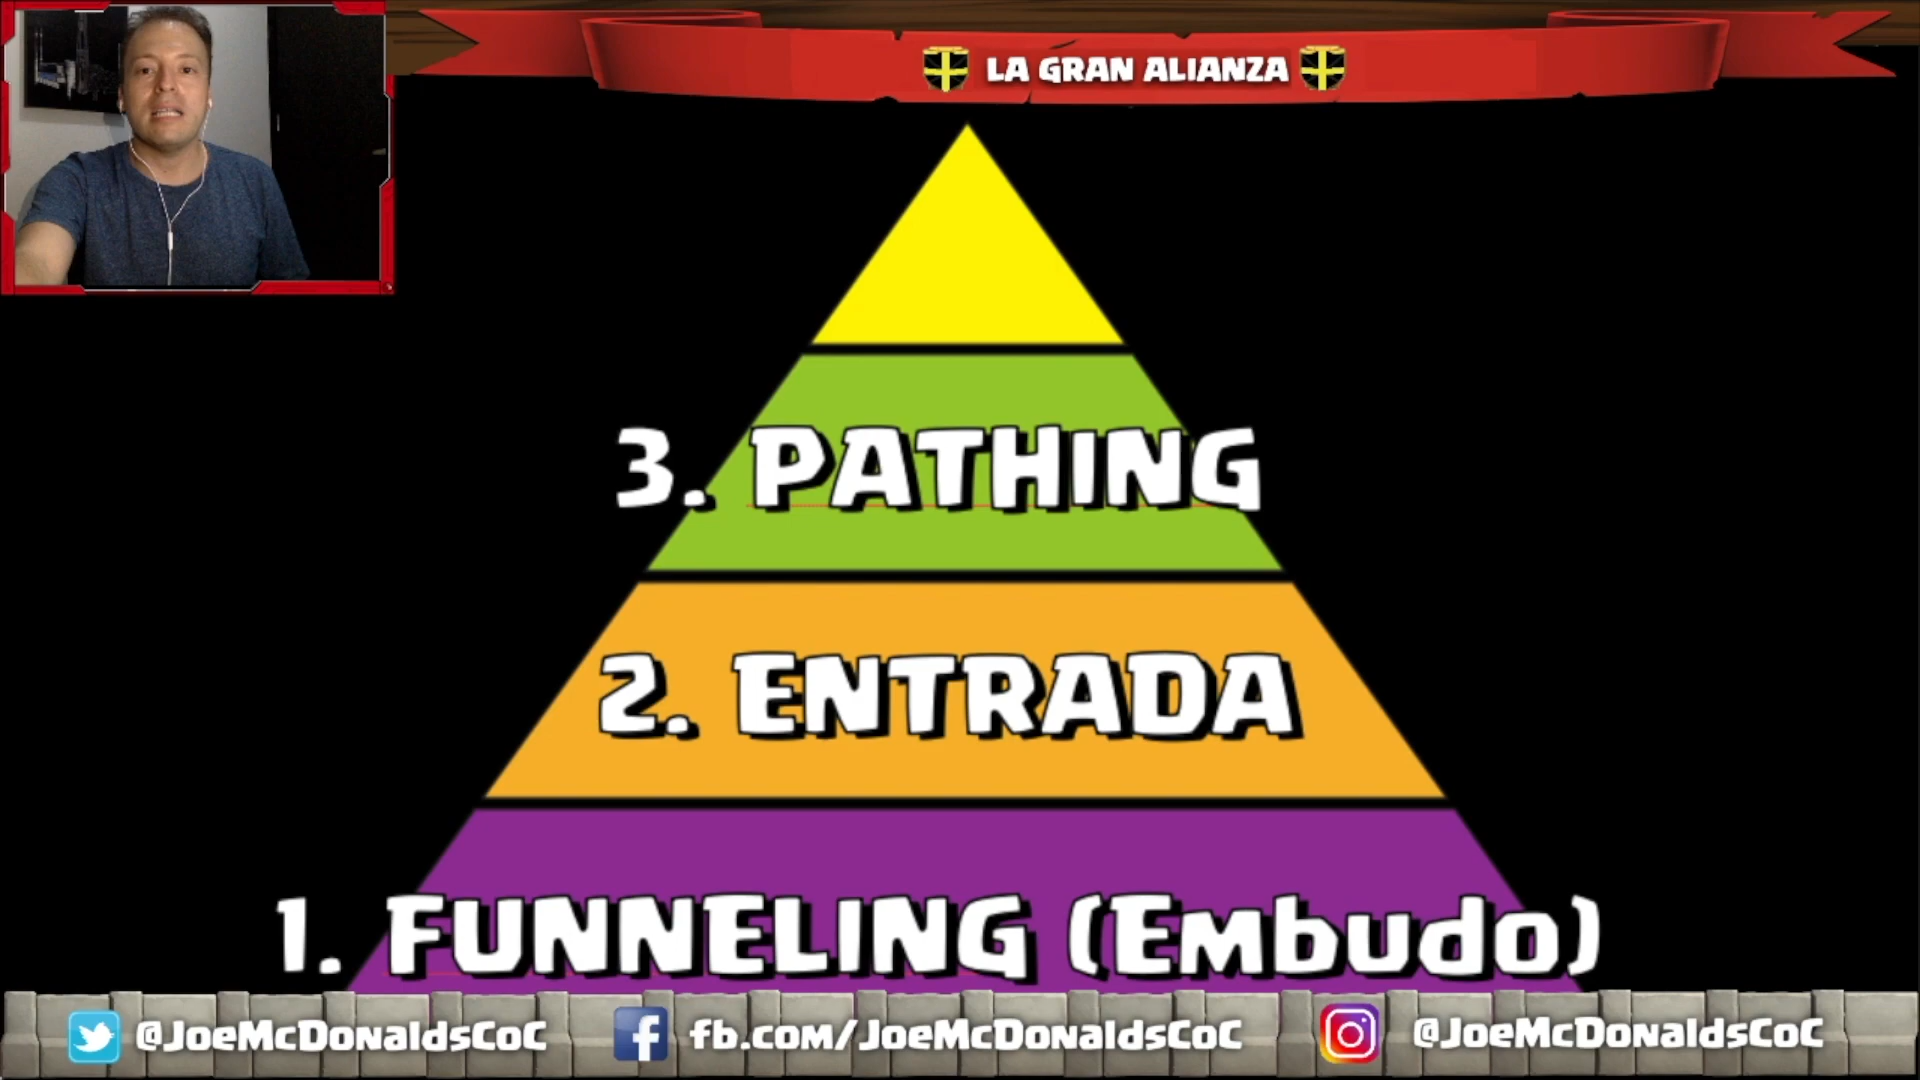 LA GRAN ALIANZA
3. PATHING
2. ENTRADA
1. FUNNELING (Embudo)
@JoeMcDonaldsCoC
fb.com/JoeMcDonaldsCoC
@JoeMcDonaldsCoC